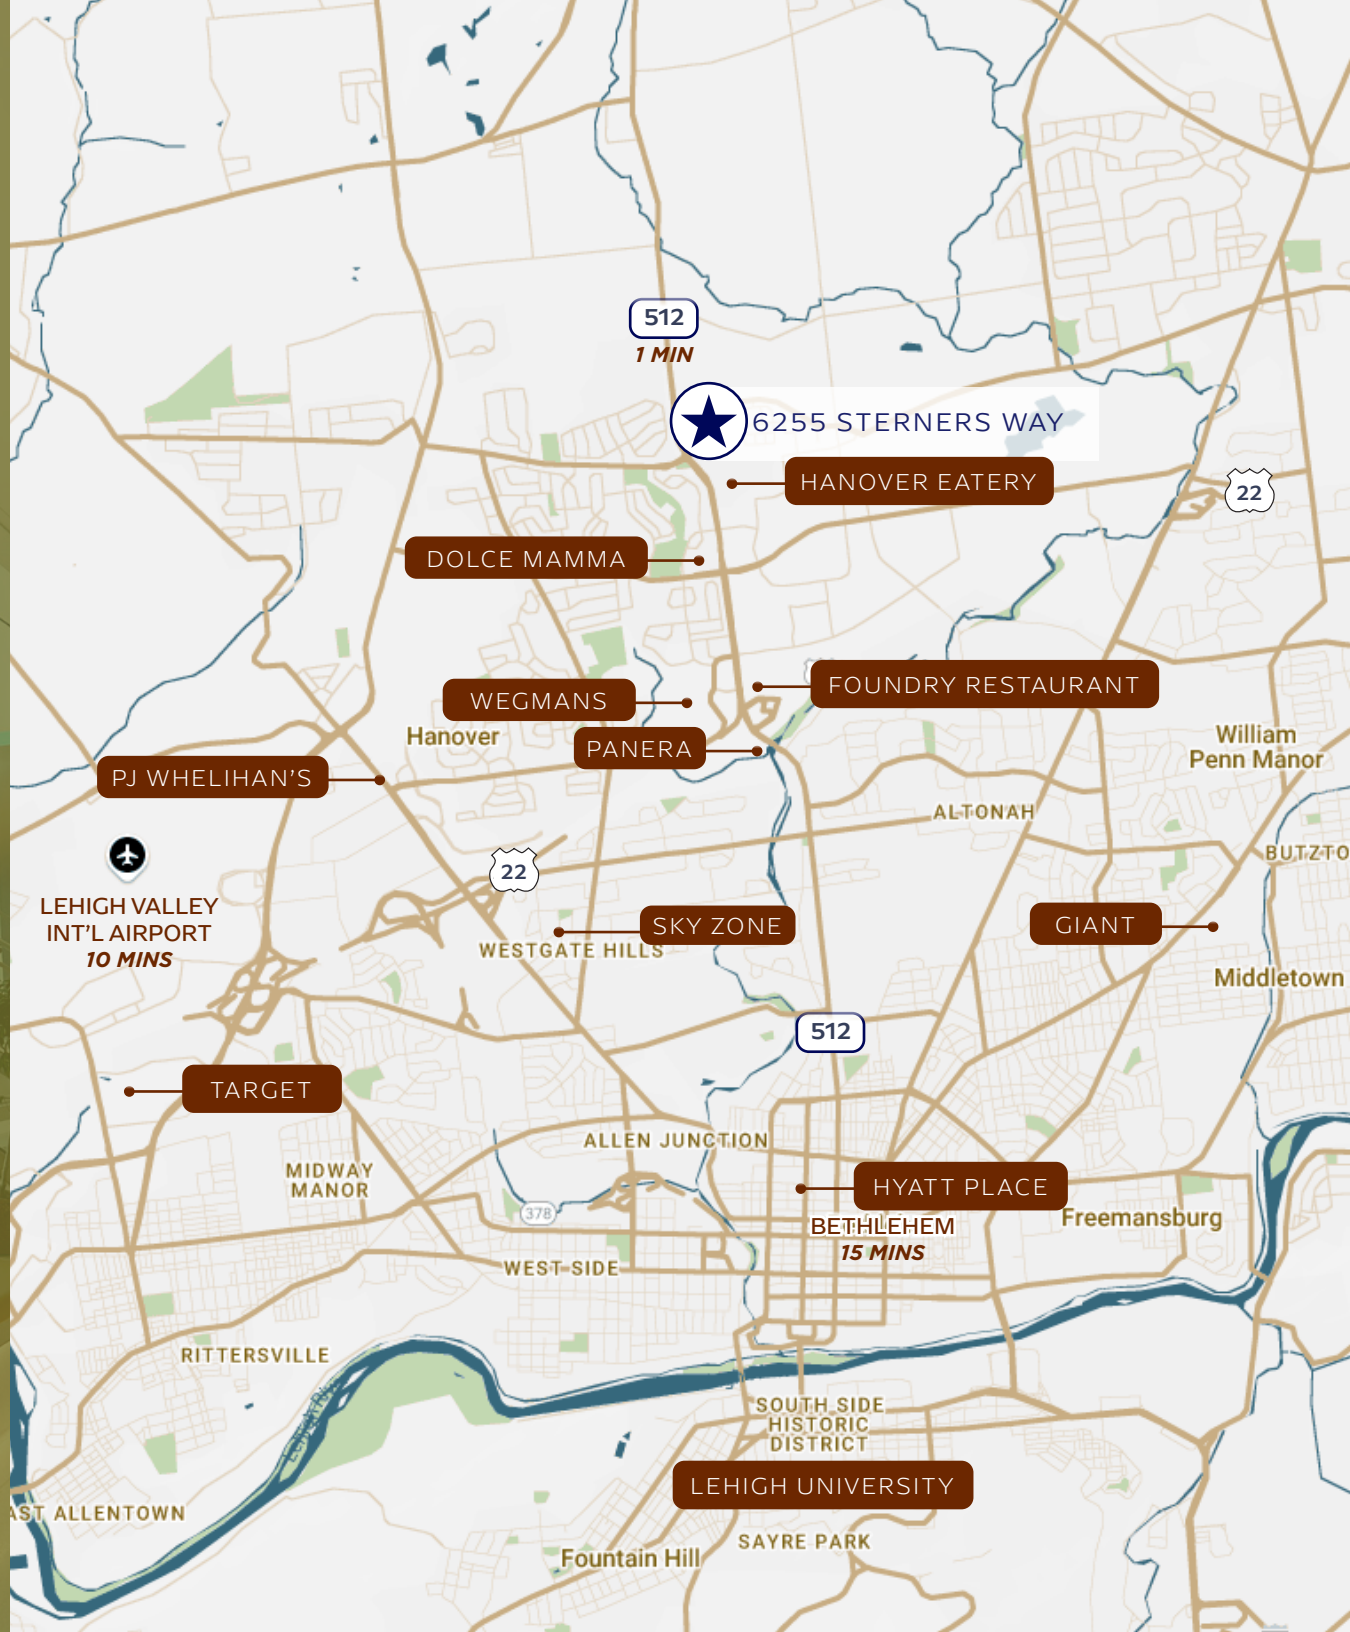 512
1 MIN
6255 STERNERS WAY
HANOVER EATERY
22
DOLCE MAMMA
FOUNDRY RESTAURANT
WEGMANS
Hanover
PANERA
William
Penn Manor
PJ WHELIHAN'S
ALTONAH
BUTZTO
22
LEHIGH VALLEY
INT'L AIRPORT
10 MINS
SKY ZONE
GIANT
WESTGATE HILLS
Middletown
512
TARGET
ALLEN JUNCTION
MIDWAY
MANOR
HYATT PLACE
378
BETHLEHEM
15 MINS
Freemansburg
WEST SIDE
RITTERSVILLE
SOUTH SIDE
HISTORIC
DISTRICT
LEHIGH UNIVERSITY
AST ALLENTOWN
SAYRE PARK
Fountain Hill